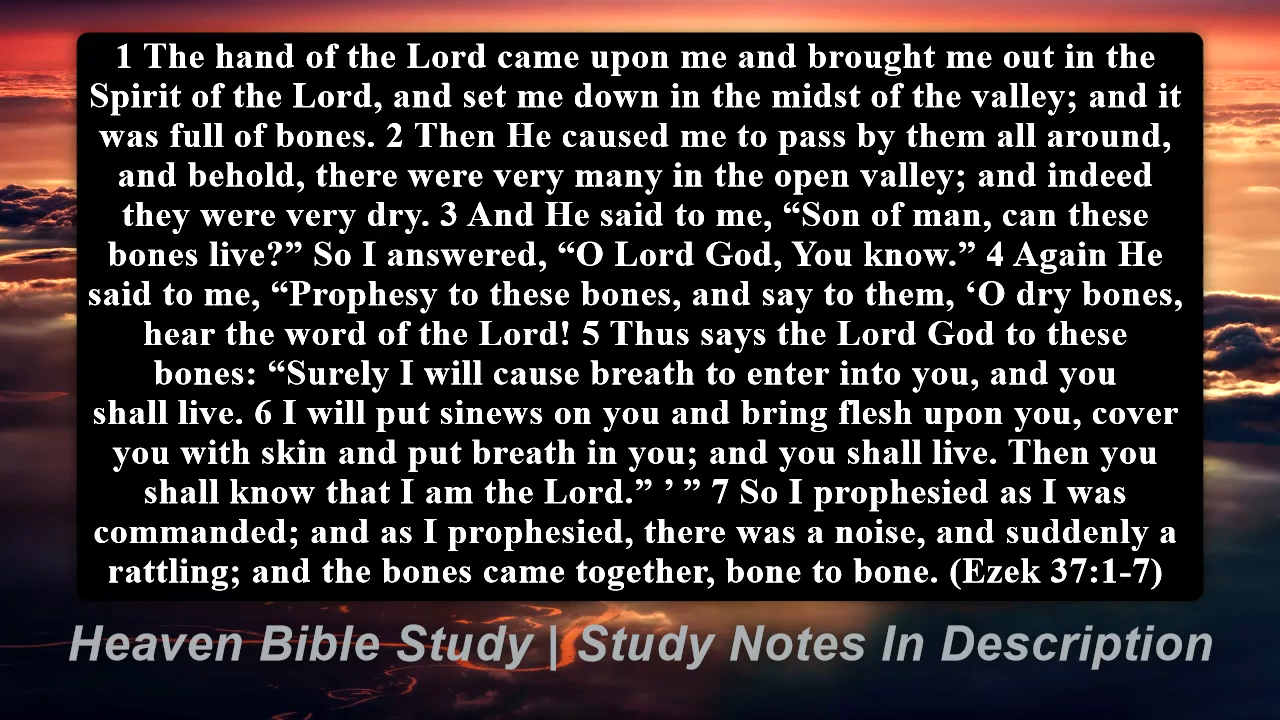 1 The hand of the Lord came upon me and brought me out in the
Spirit of the Lord, and set me down in the midst of the valley; and it
was full of bones. 2 Then He caused me to pass by them all around,
and behold, there were very many in the open valley; and indeed
they were very dry. 3 And He said to me, “Son of man, can these
bones live?” So I answered, “O Lord God, You know.” 4 Again He
said to me, “Prophesy to these bones, and say to them, ‘O dry bones,
hear the word of the Lord! 5 Thus says the Lord God to these
bones: “Surely I will cause breath to enter into you, and you
shall live. 6 I will put sinews on you and bring flesh upon you, cover
you with skin and put breath in you; and you shall live. Then you
shall know that I am the Lord.” ’ ” 7 So I prophesied as I was
commanded; and as I prophesied, there was a noise, and suddenly a
rattling; and the bones came together, bone to bone. (Ezek 37:1-7)
Heaven Bible Study | Study Notes In Description